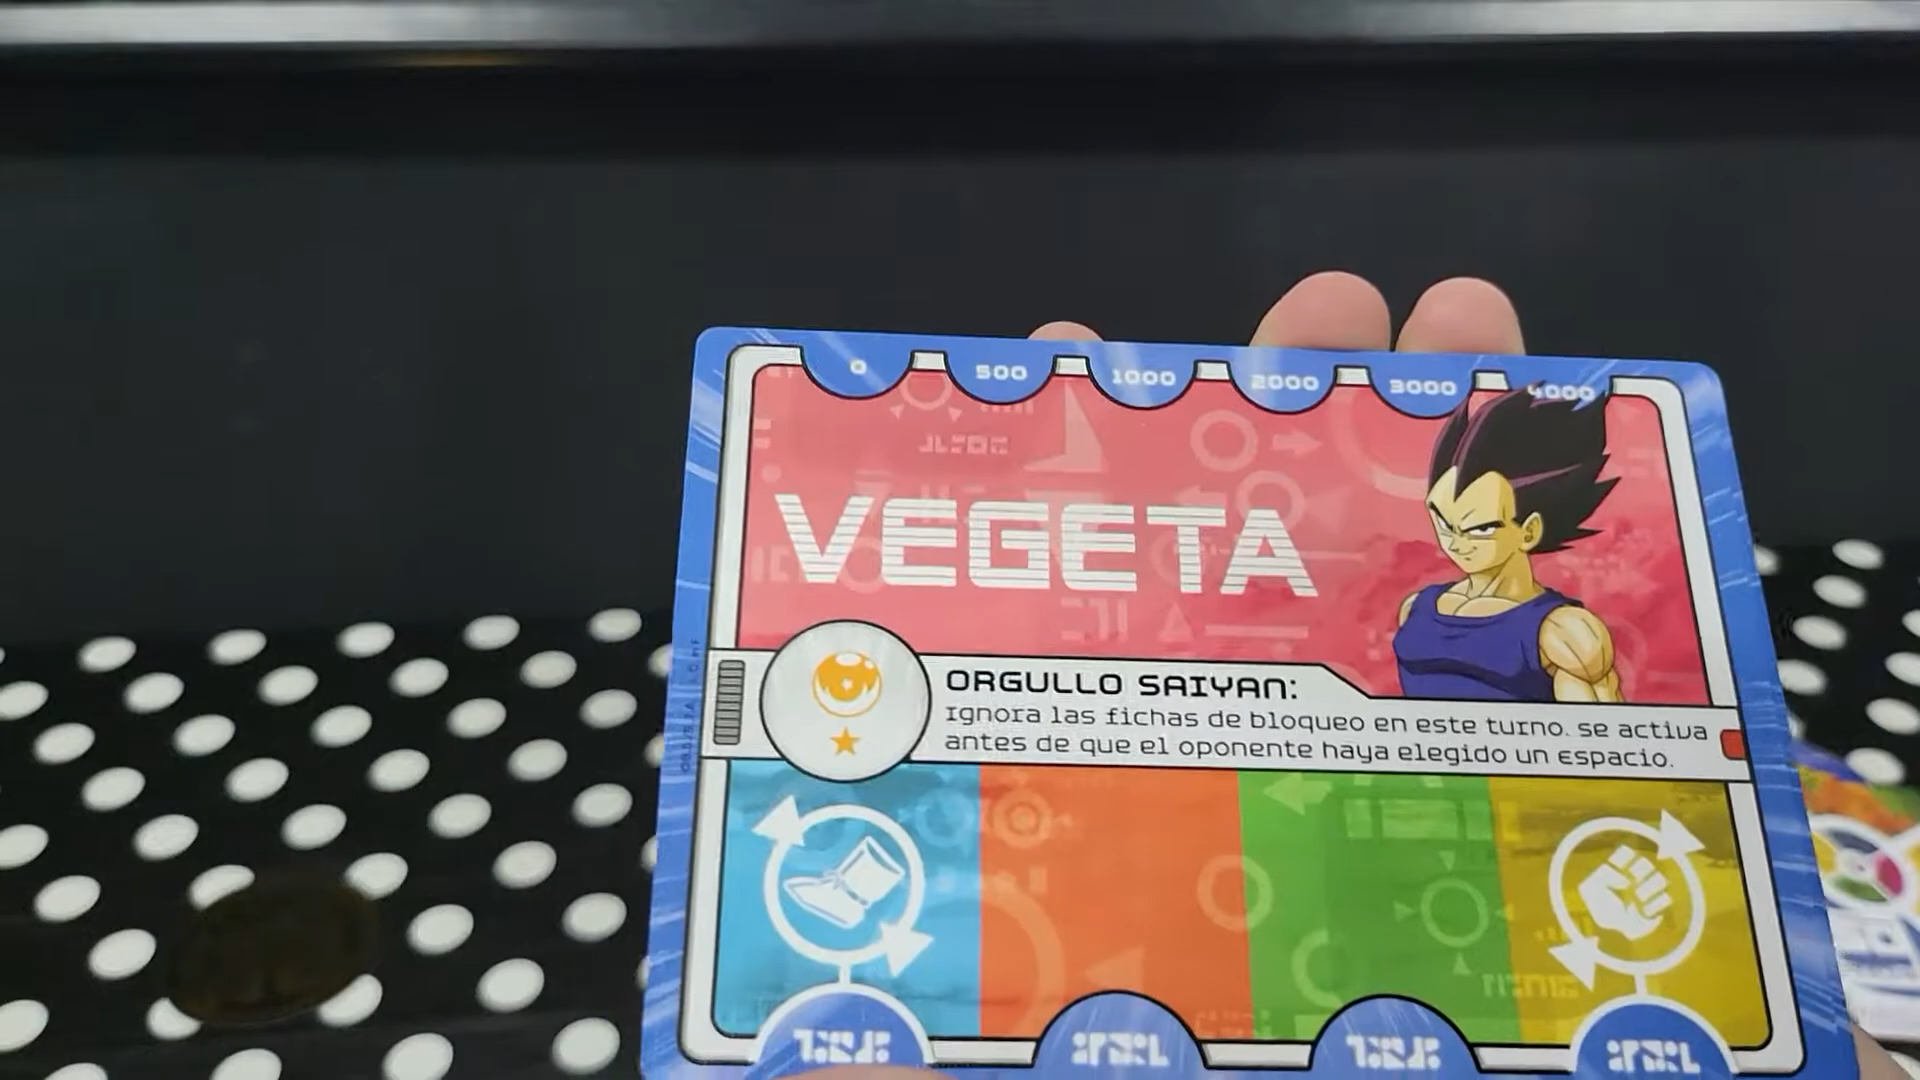 0 500 1000 2000 3000 4000
VEGETA
ORGULLO SAIYAN:
Ignora las fichas de bloqueo en este turno. se activa
antes de que el oponente haya elegido un espacio.